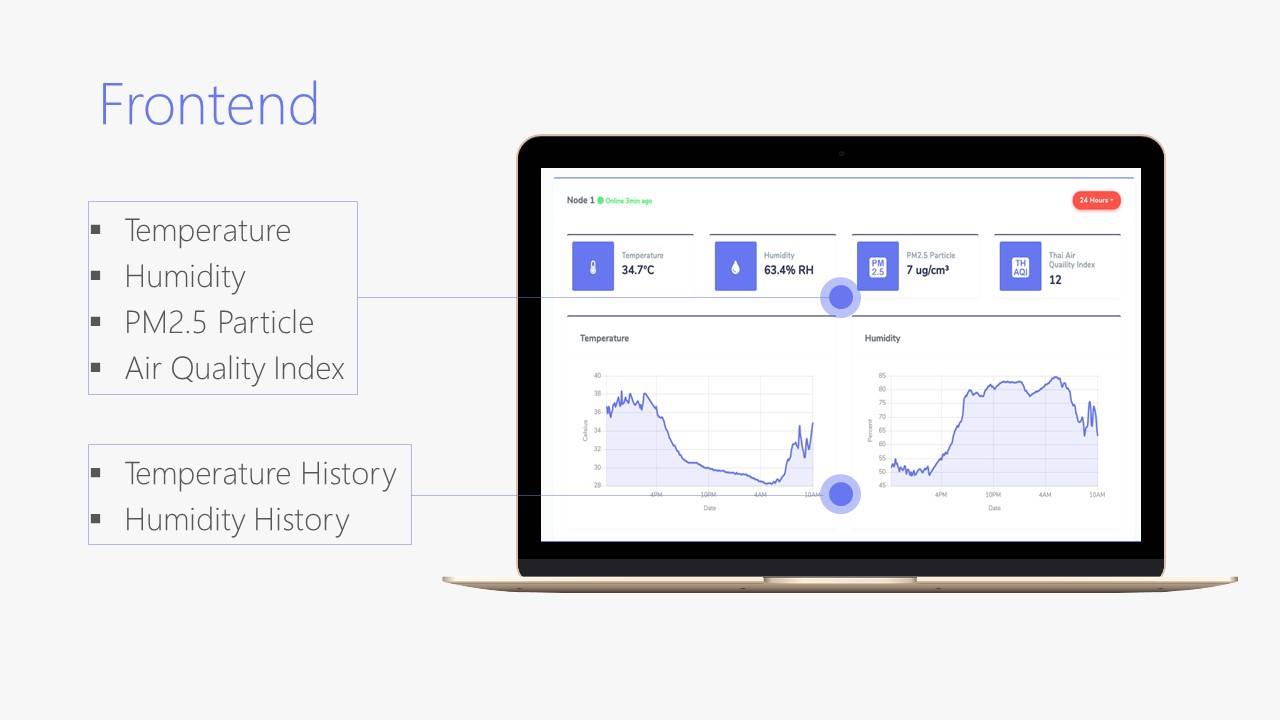 Frontend
Temperature
Humidity
PM2.5 Particle
Air Quality Index
Temperature History
Humidity History
Node 1 Online 3min ago
24 Hours
Temperature
34.7°C
Humidity
63.4% RH
PM 2.5
PM2.5 Particle
7 ug/cm³
TH AQI
Thai Air
Quaility Index
12
Temperature
40
38
36
34
32
30
28
Celsius
4PM 10PM 4AM 10AM
Date
Humidity
85
80
75
70
65
60
55
50
45
Percent
4PM 10PM 4AM 10AM
Date